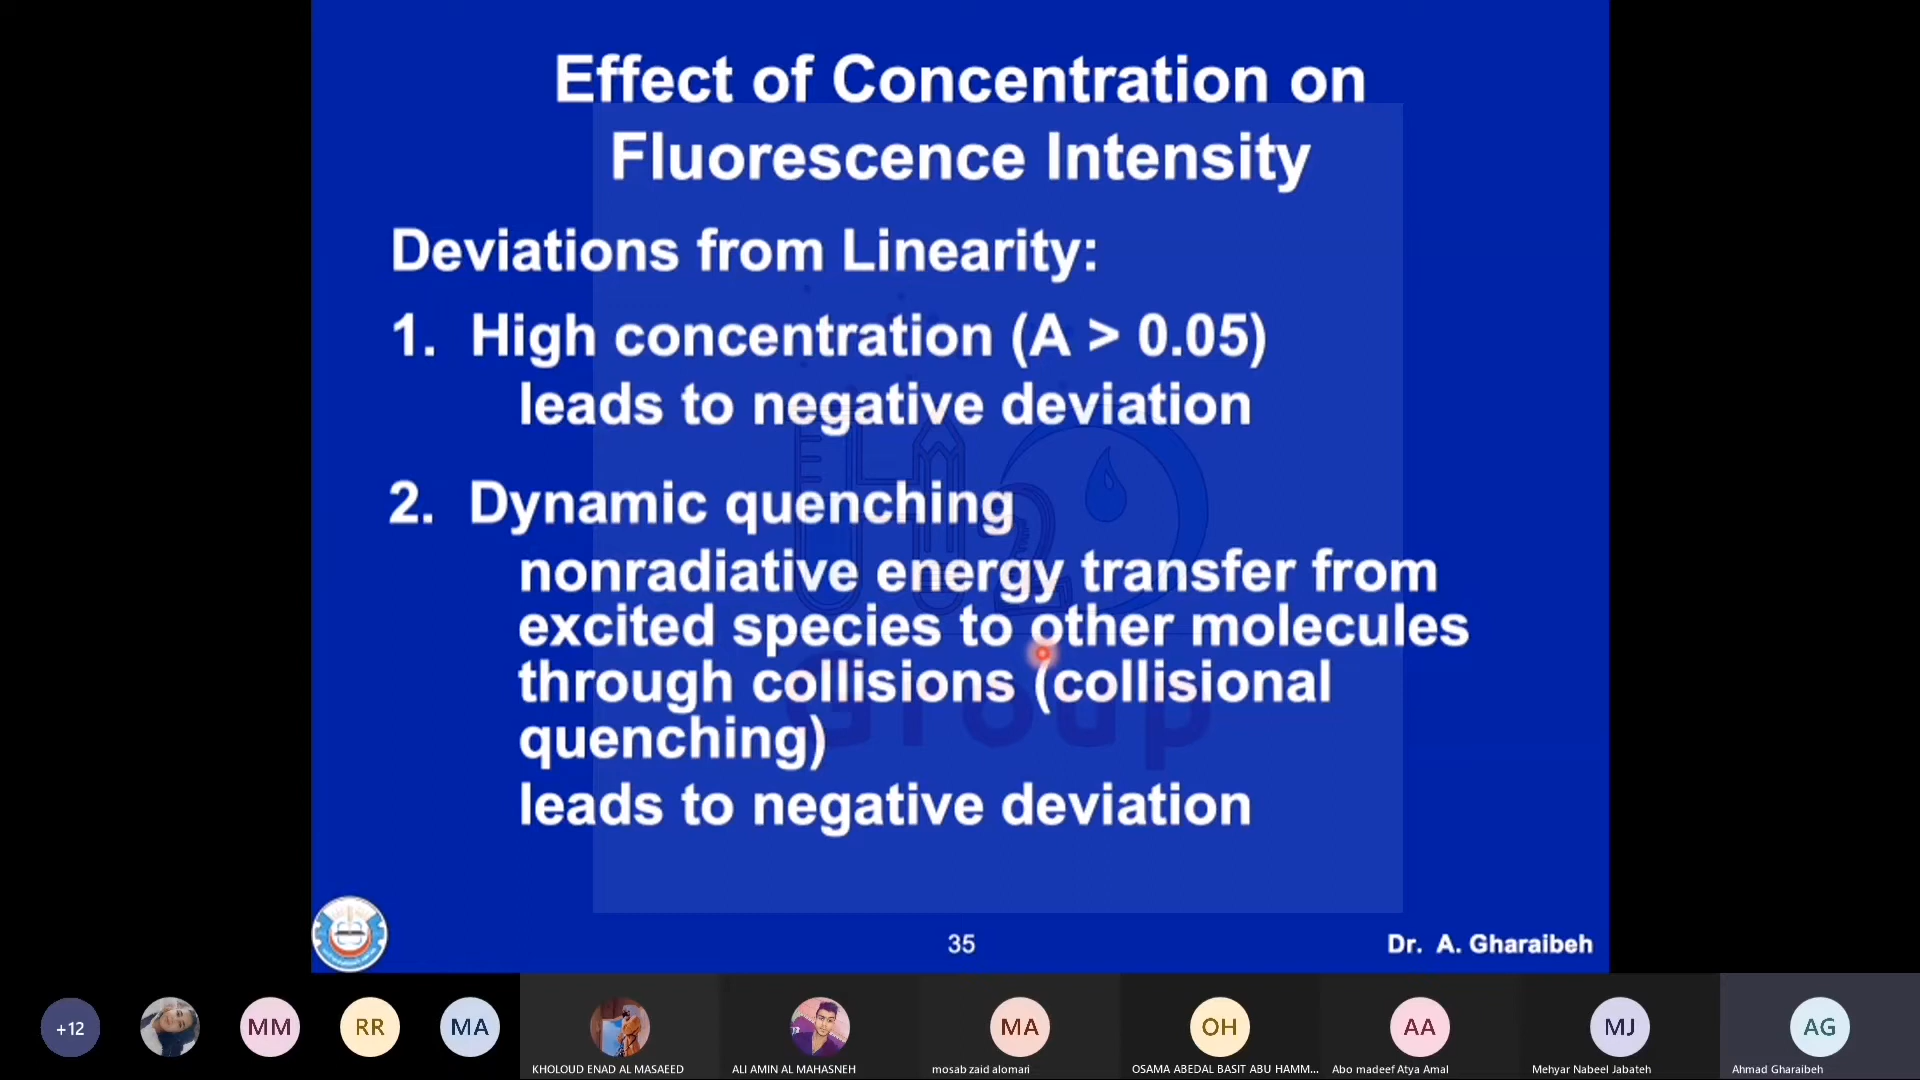 Effect of Concentration on
Fluorescence Intensity
Deviations from Linearity:
1. High concentration (A > 0.05)
leads to negative deviation
2. Dynamic quenching
nonradiative energy transfer from
excited species to other molecules
through collisions (collisional
quenching)
leads to negative deviation
H2O
Group
35
Dr. A. Gharaibeh
+12
MM
RR
MA
KHOLOUD ENAD AL MASAEED
ALI AMIN AL MAHASNEH
MA
mosab zaid alomari
OH
OSAMA ABEDAL BASIT ABU HAMM...
AA
Abo madeef Atya Amal
MJ
Mehyar Nabeel Jabateh
AG
Ahmad Gharaibeh